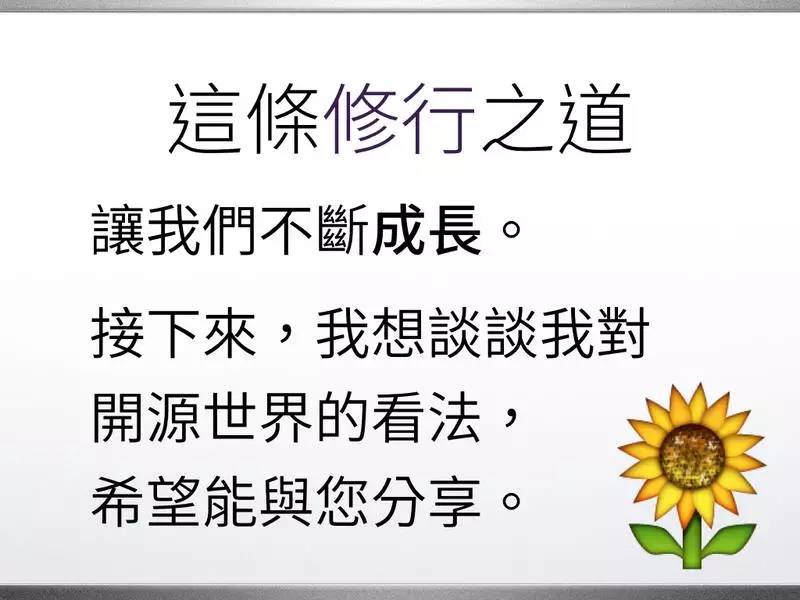 這條修行之道
讓我們不斷成長。
接下來，我想談談我對
開源世界的看法，
希望能與您分享。